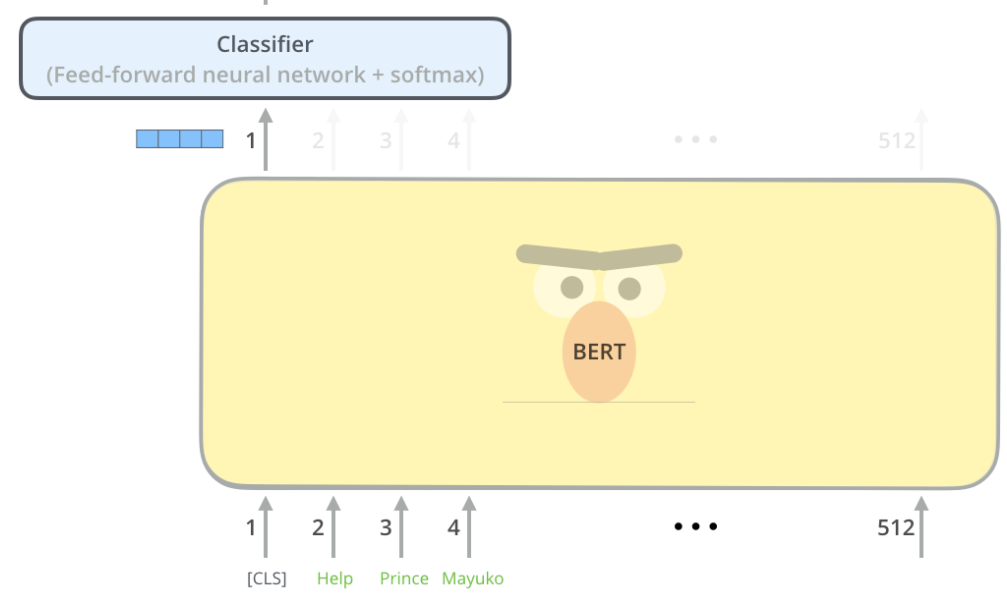 Classifier
(Feed-forward neural network + softmax)
1 2 3 4 ••• 512
BERT
1 2 3 4 ••• 512
[CLS] Help Prince Mayuko